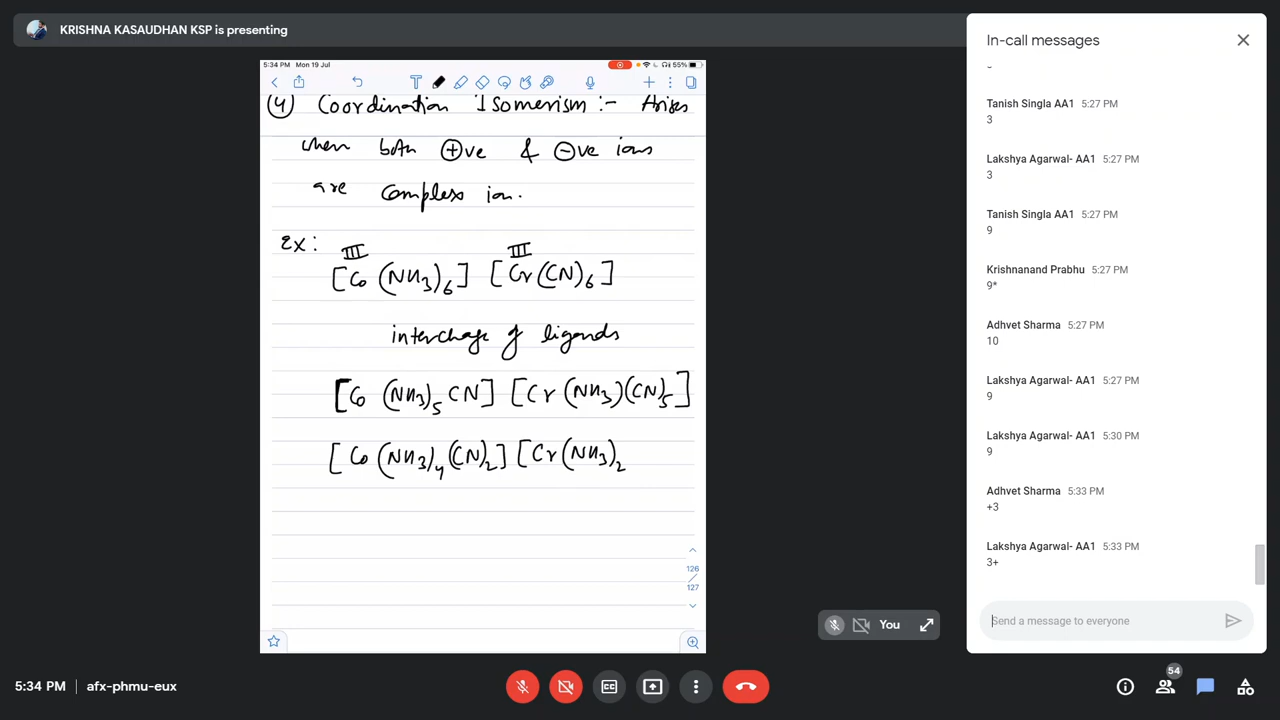 KRISHNA KASAUDHAN KSP is presenting
5:34 PM Mon 19 Jul
55%
T
(4) Coordination Isomerism :- Arises
when both ⊕ve & ⊖ve ions
are complex ion.
Ex: III III
[Co (NH3)6] [Cr(CN)6]
interchage of ligands
[Co (NH3)5 CN] [Cr (NH3)(CN)5]
[Co (NH3)4 (CN)2] [Cr(NH3)2
126
127
In-call messages
Tanish Singla AA1 5:27 PM
3
Lakshya Agarwal- AA1 5:27 PM
3
Tanish Singla AA1 5:27 PM
9
Krishnanand Prabhu 5:27 PM
9*
Adhvet Sharma 5:27 PM
10
Lakshya Agarwal- AA1 5:27 PM
9
Lakshya Agarwal- AA1 5:30 PM
9
Adhvet Sharma 5:33 PM
+3
Lakshya Agarwal- AA1 5:33 PM
3+
Send a message to everyone
You
5:34 PM afx-phmu-eux
CC
54